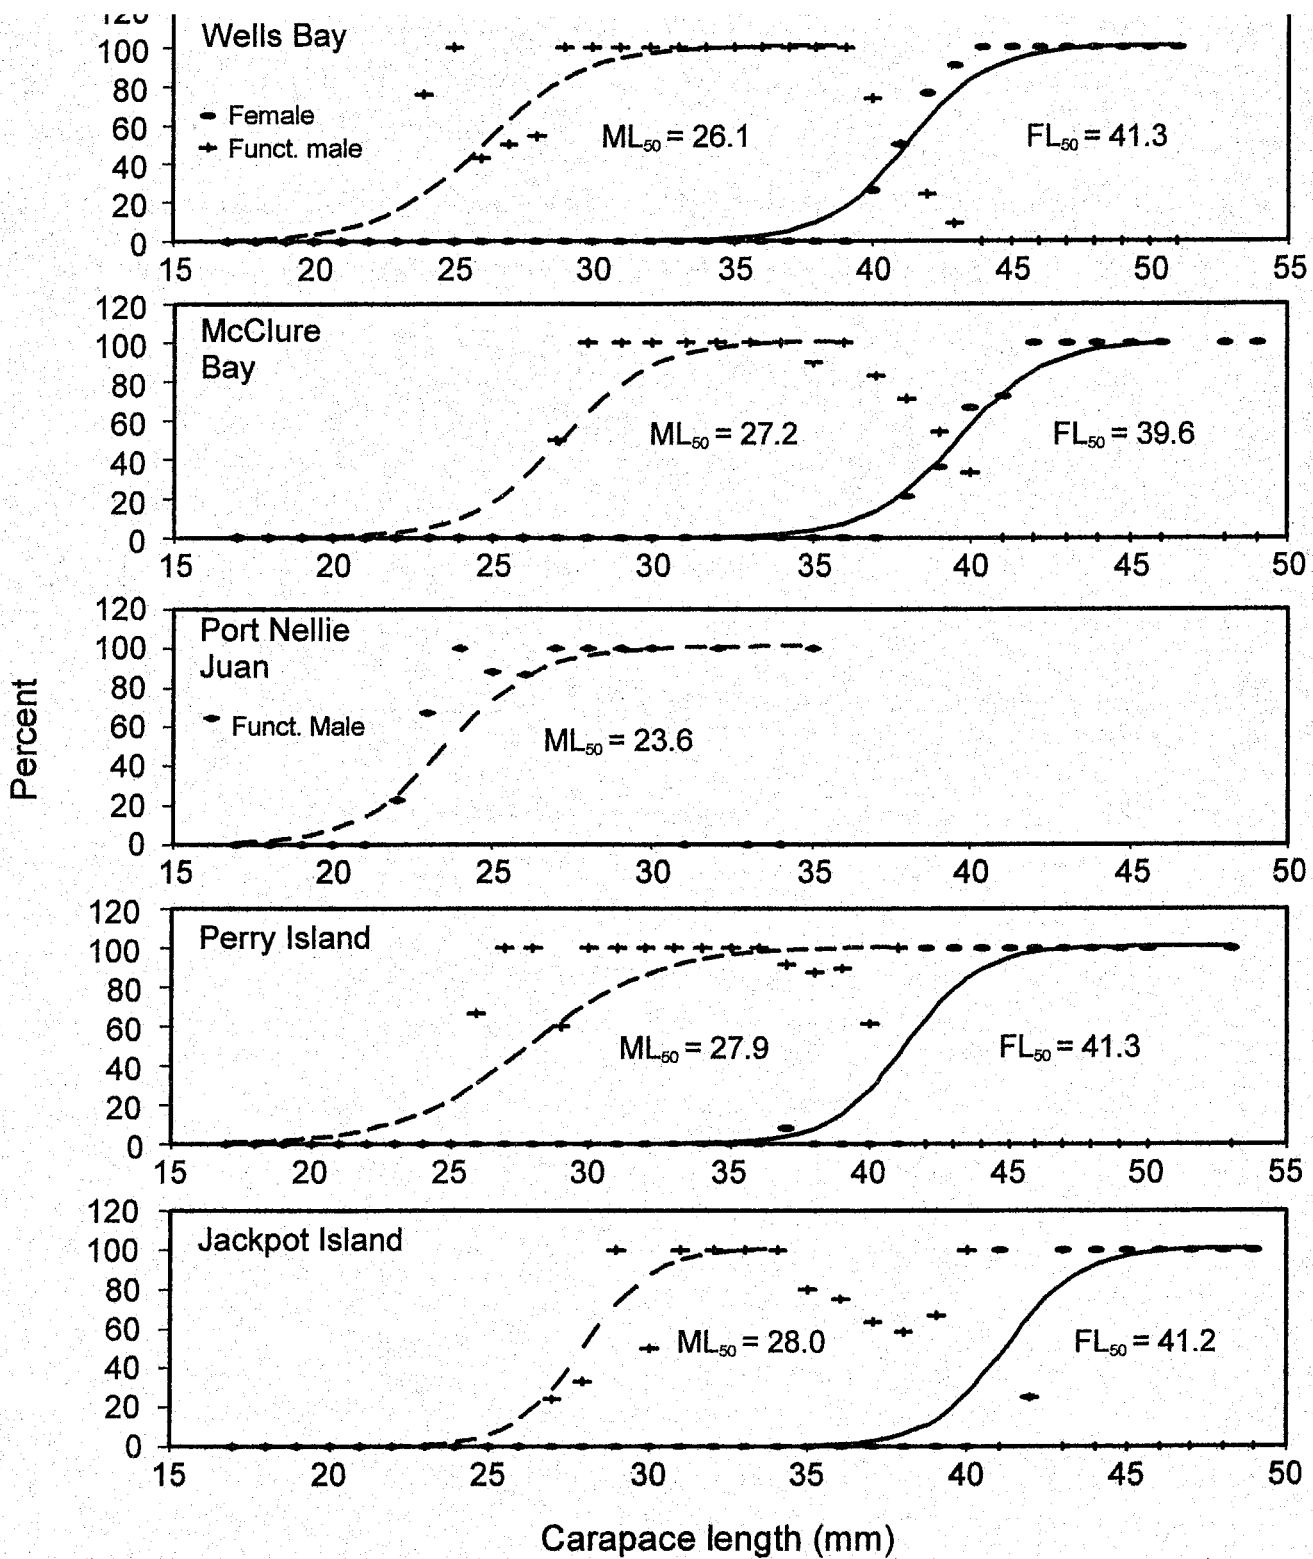 120
Wells Bay
100
80
Female
60
Funct. male
ML50 = 26.1
FL50 = 41.3
40
20
0
15 20 25 30 35 40 45 50 55
120
McClure
Bay
100
80
60
ML50 = 27.2
FL50 = 39.6
40
20
0
15 20 25 30 35 40 45 50
120
Port Nellie
Juan
100
80
60
Funct. Male
ML50 = 23.6
40
20
0
15 20 25 30 35 40 45 50
Percent
120
Perry Island
100
80
60
ML50 = 27.9
FL50 = 41.3
40
20
0
15 20 25 30 35 40 45 50 55
120
Jackpot Island
100
80
60
ML50 = 28.0
FL50 = 41.2
40
20
0
15 20 25 30 35 40 45 50
Carapace length (mm)